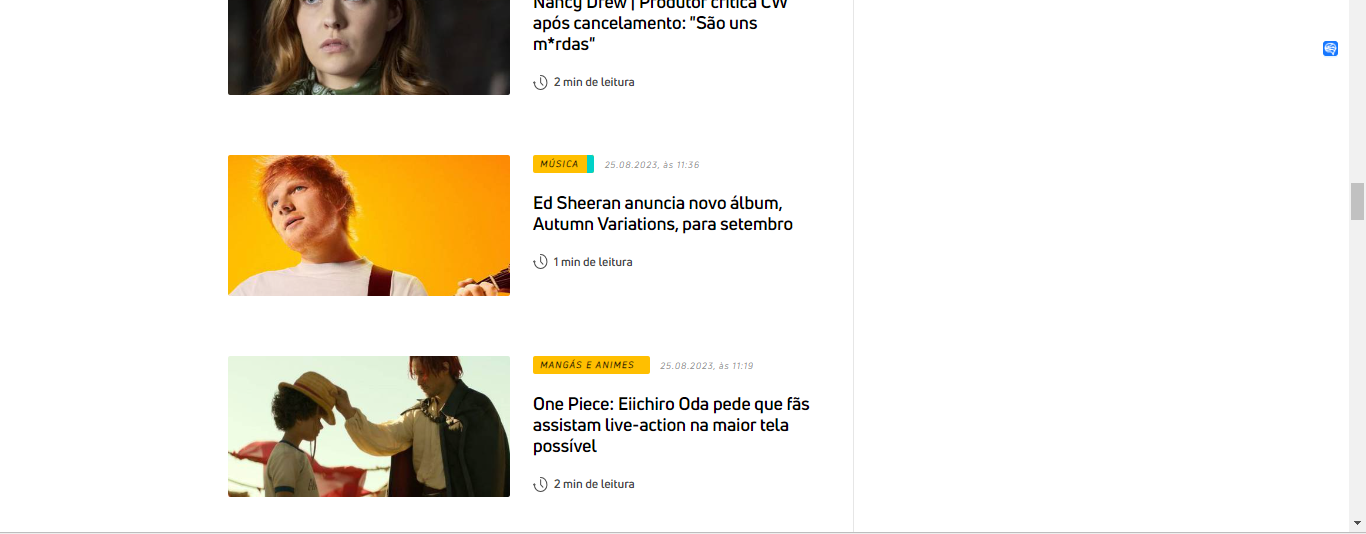 Nancy Drew | Produtor critica CW
após cancelamento: "São uns
m*rdas"
2 min de leitura
MÚSICA 25.08.2023, às 11:36
Ed Sheeran anuncia novo álbum,
Autumn Variations, para setembro
1 min de leitura
MANGÁS E ANIMES 25.08.2023, às 11:19
One Piece: Eiichiro Oda pede que fãs
assistam live-action na maior tela
possível
2 min de leitura